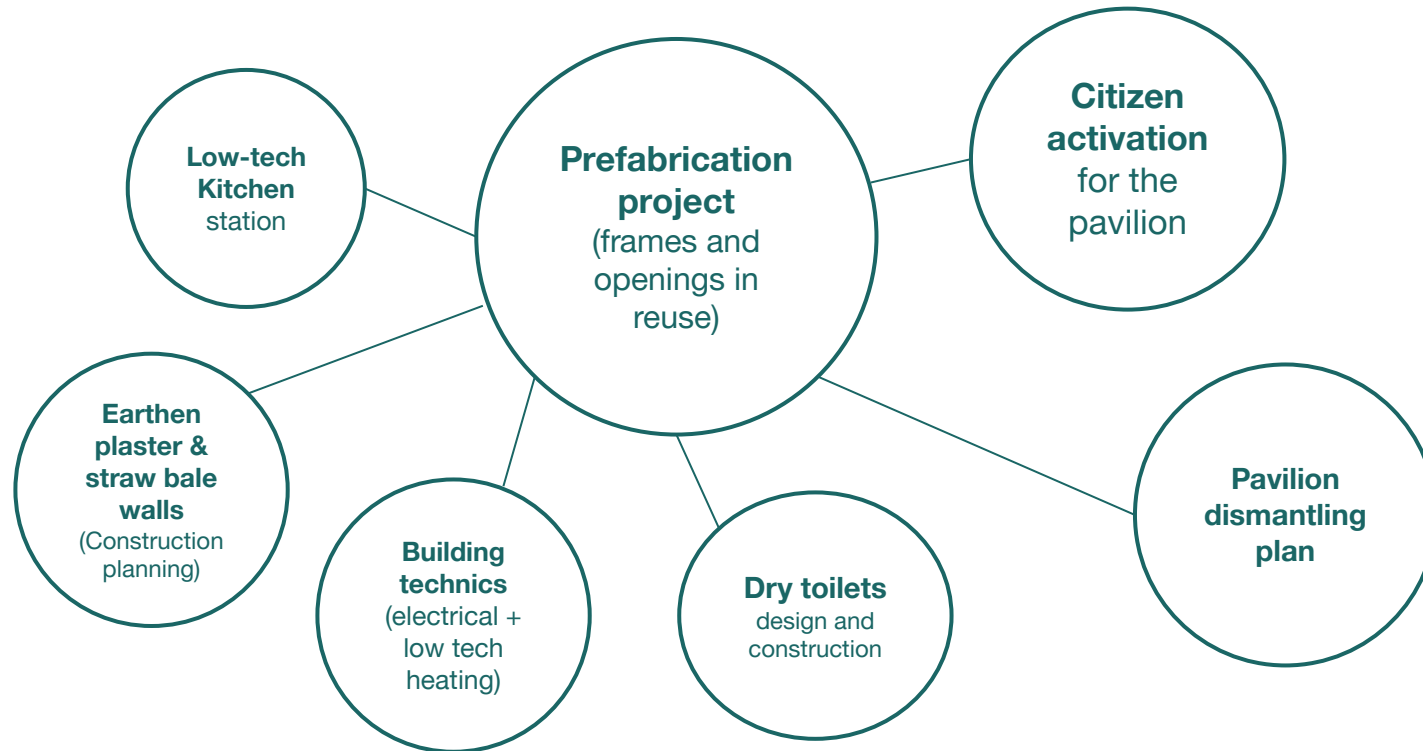 Low-tech
Kitchen
station
Prefabrication
project
(frames and
openings in
reuse)
Citizen
activation
for the
pavilion
Earthen
plaster &
straw bale
walls
(Construction
planning)
Building
technics
(electrical +
low tech
heating)
Dry toilets
design and
construction
Pavilion
dismantling
plan